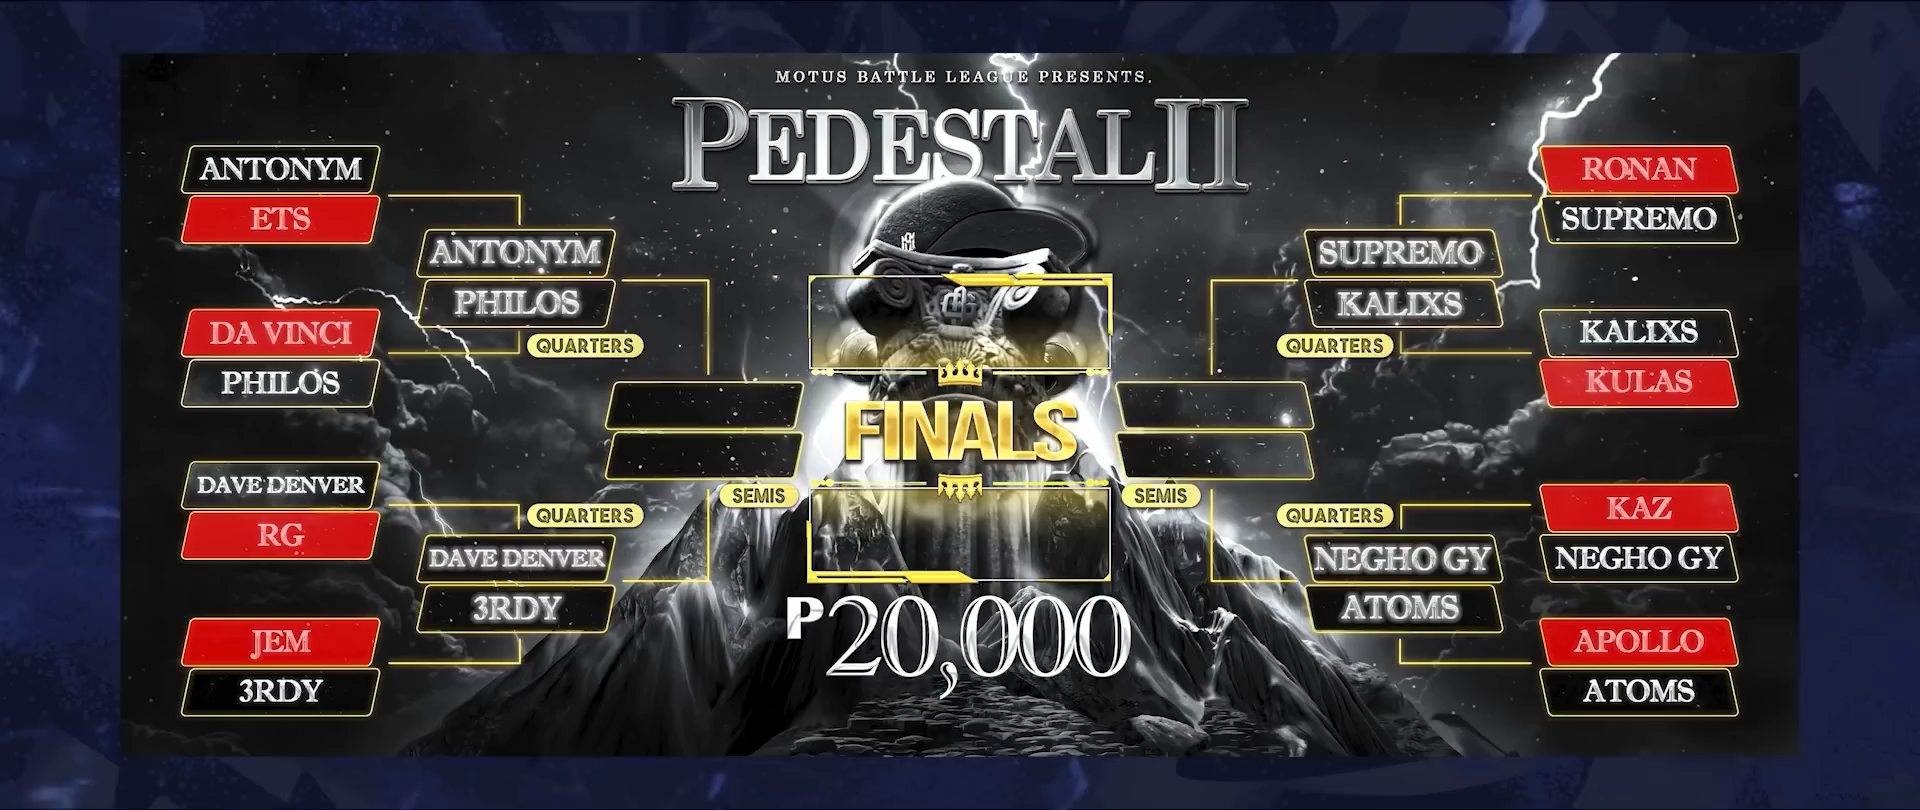 MOTUS BATTLE LEAGUE PRESENTS.
PEDESTAL II
ANTONYM
ETS
DA VINCI
PHILOS
DAVE DENVER
RG
JEM
3RDY
ANTONYM
PHILOS
QUARTERS
QUARTERS
DAVE DENVER
3RDY
SEMIS
FINALS
₱20,000
SEMIS
SUPREMO
KALIXS
QUARTERS
QUARTERS
NEGHO GY
ATOMS
RONAN
SUPREMO
KALIXS
KULAS
KAZ
NEGHO GY
APOLLO
ATOMS